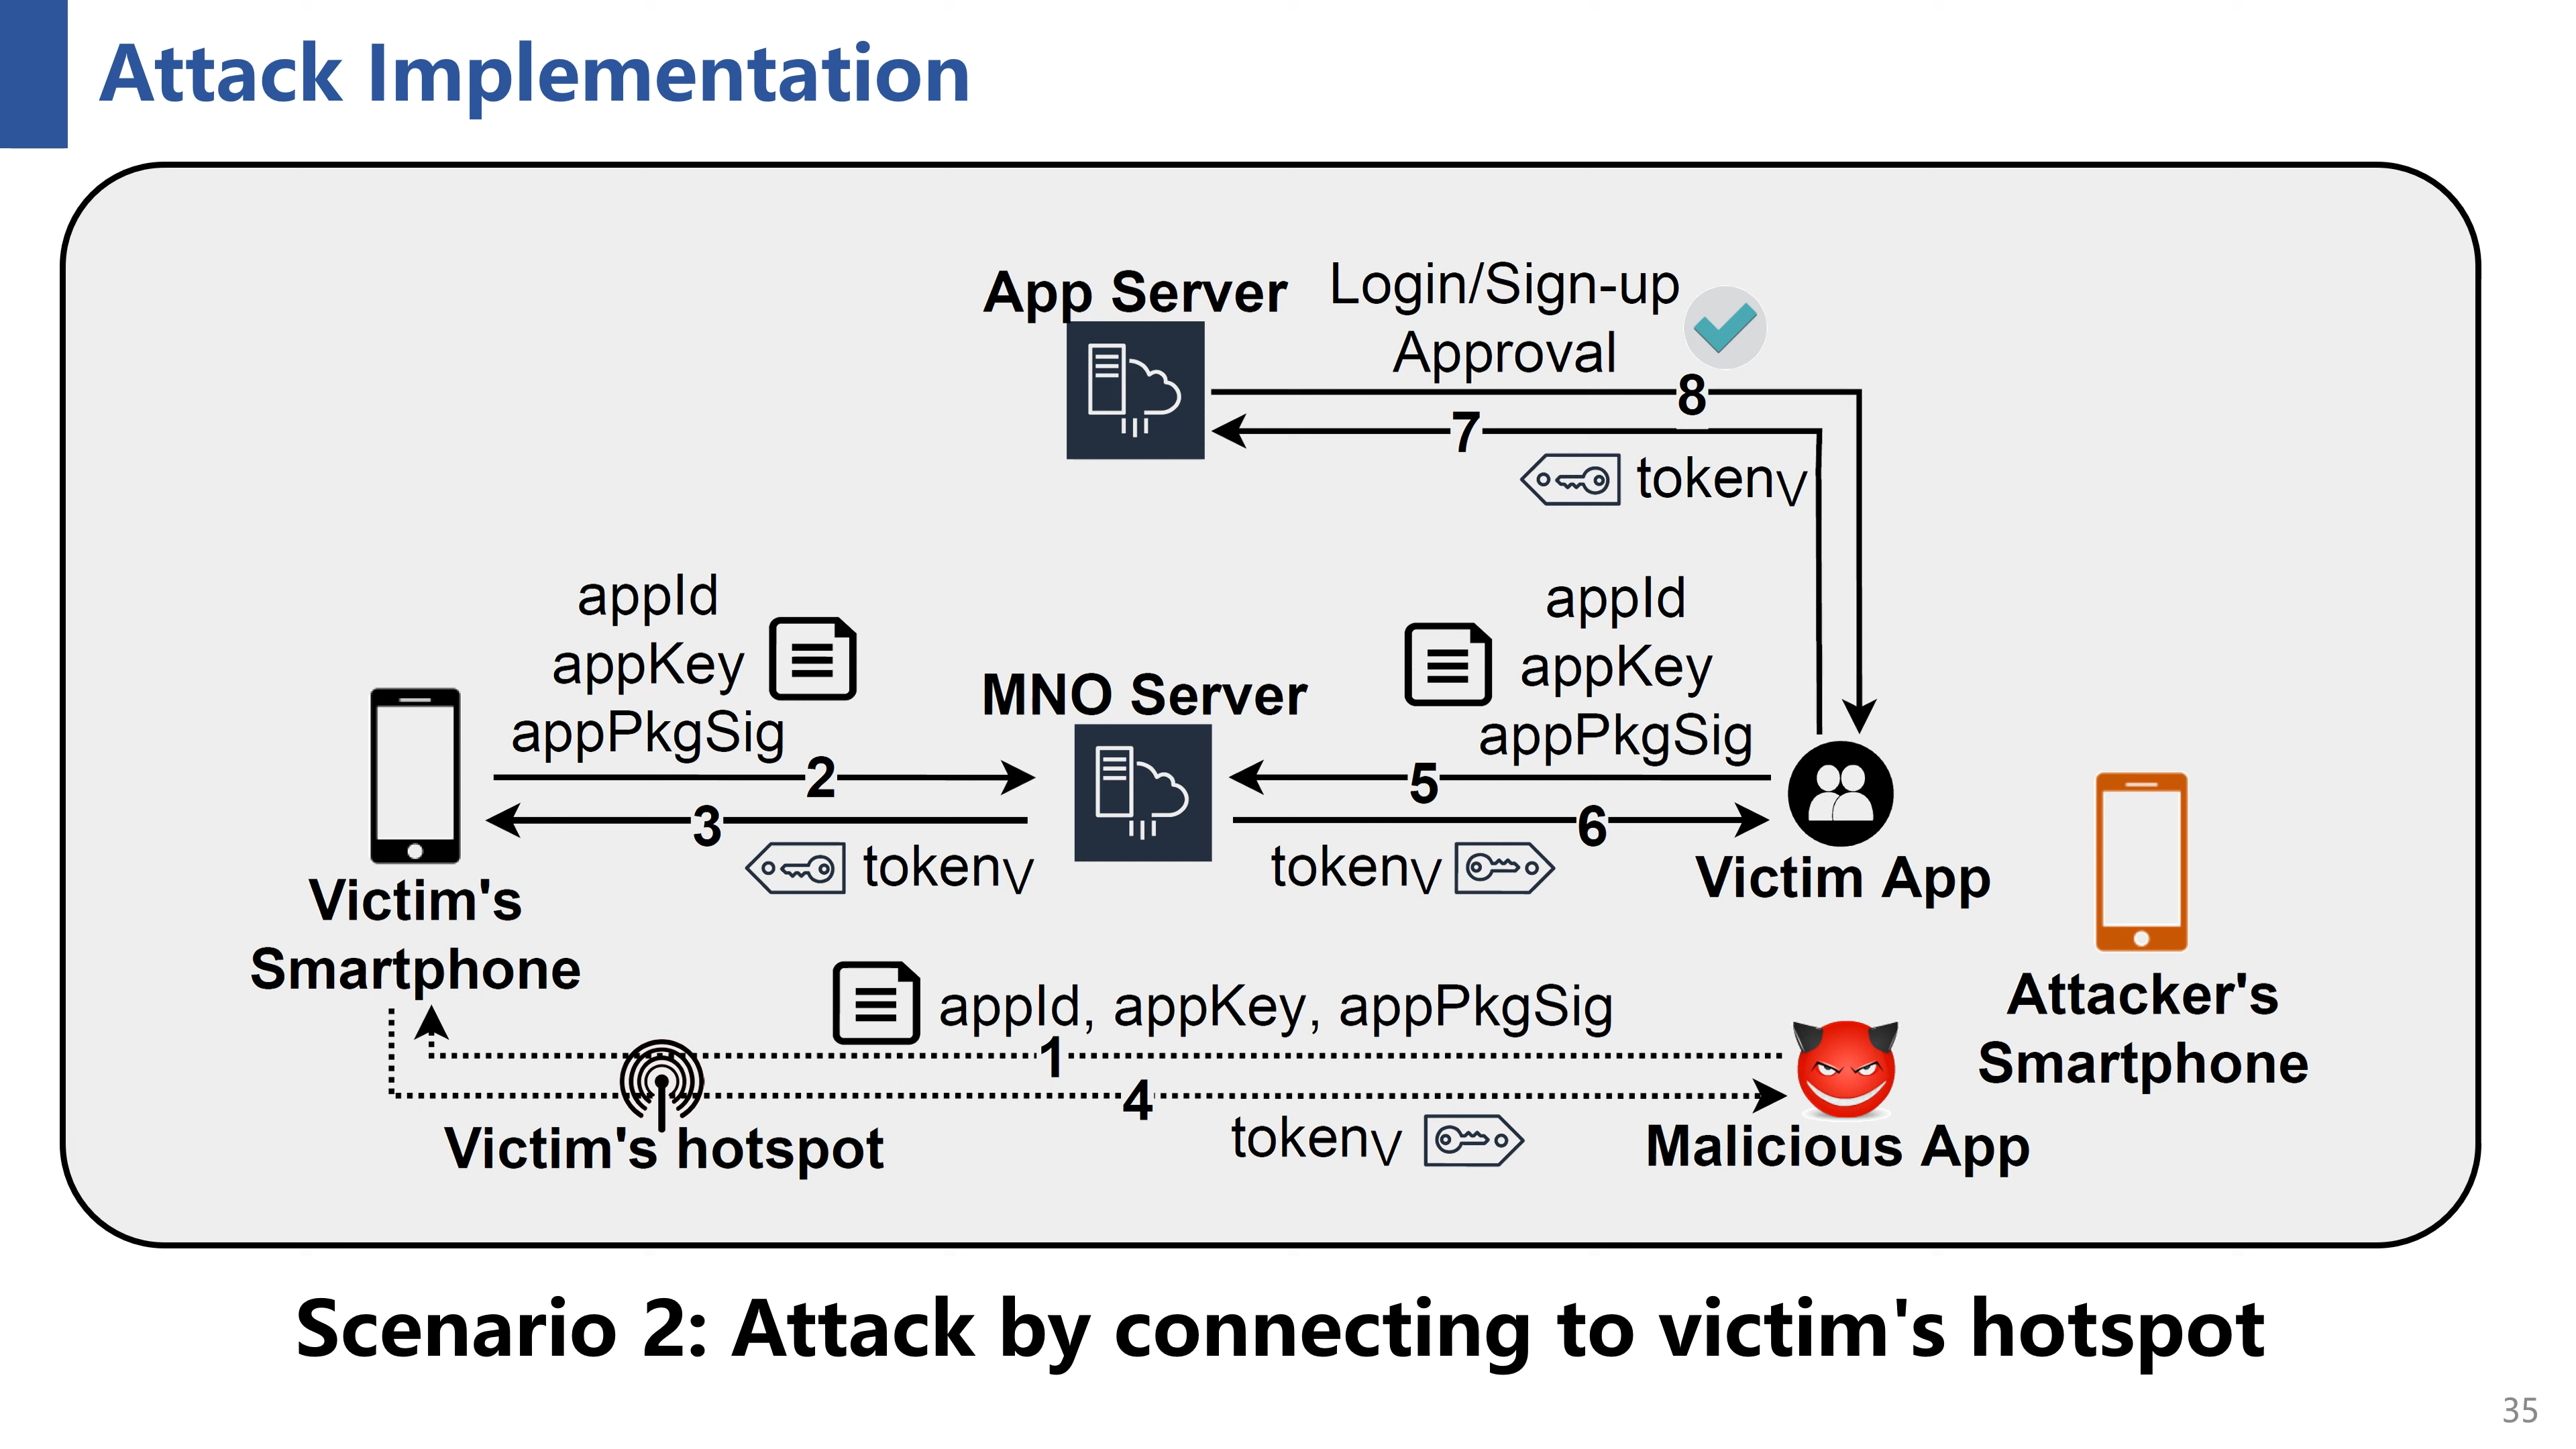 Attack Implementation
App Server
Login/Sign-up
Approval
8
7
tokenV
appId
appKey
appPkgSig
2
3
tokenV
MNO Server
appId
appKey
appPkgSig
5
6
tokenV
Victim App
Victim's
Smartphone
Attacker's
Smartphone
appId, appKey, appPkgSig
1
4
Victim's hotspot
tokenV
Malicious App
Scenario 2: Attack by connecting to victim's hotspot
35